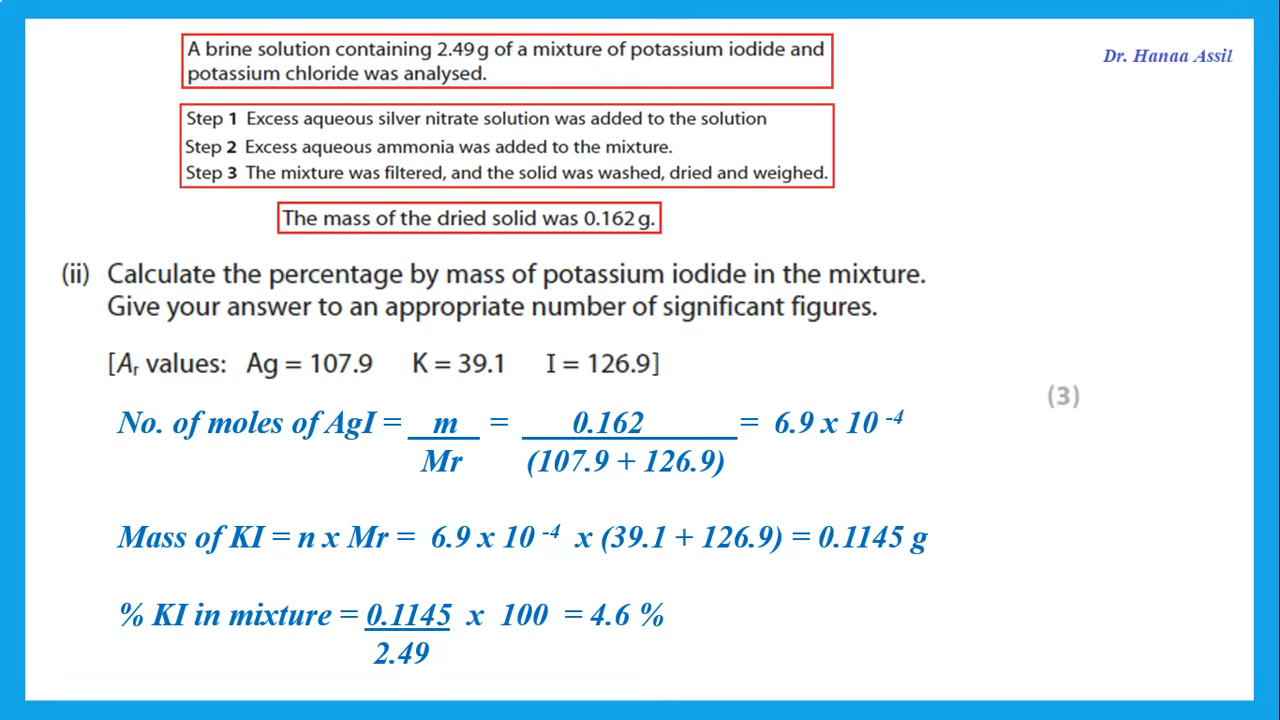 A brine solution containing 2.49 g of a mixture of potassium iodide and
potassium chloride was analysed.
Dr. Hanaa Assil
Step 1 Excess aqueous silver nitrate solution was added to the solution
Step 2 Excess aqueous ammonia was added to the mixture.
Step 3 The mixture was filtered, and the solid was washed, dried and weighed.
The mass of the dried solid was 0.162 g.
(ii) Calculate the percentage by mass of potassium iodide in the mixture.
Give your answer to an appropriate number of significant figures.
[Ar values: Ag = 107.9 K = 39.1 I = 126.9]
(3)
No. of moles of AgI = m = 0.162 = 6.9 x 10 -4
Mr (107.9 + 126.9)
Mass of KI = n x Mr = 6.9 x 10 -4 x (39.1 + 126.9) = 0.1145 g
% KI in mixture = 0.1145 x 100 = 4.6 %
2.49